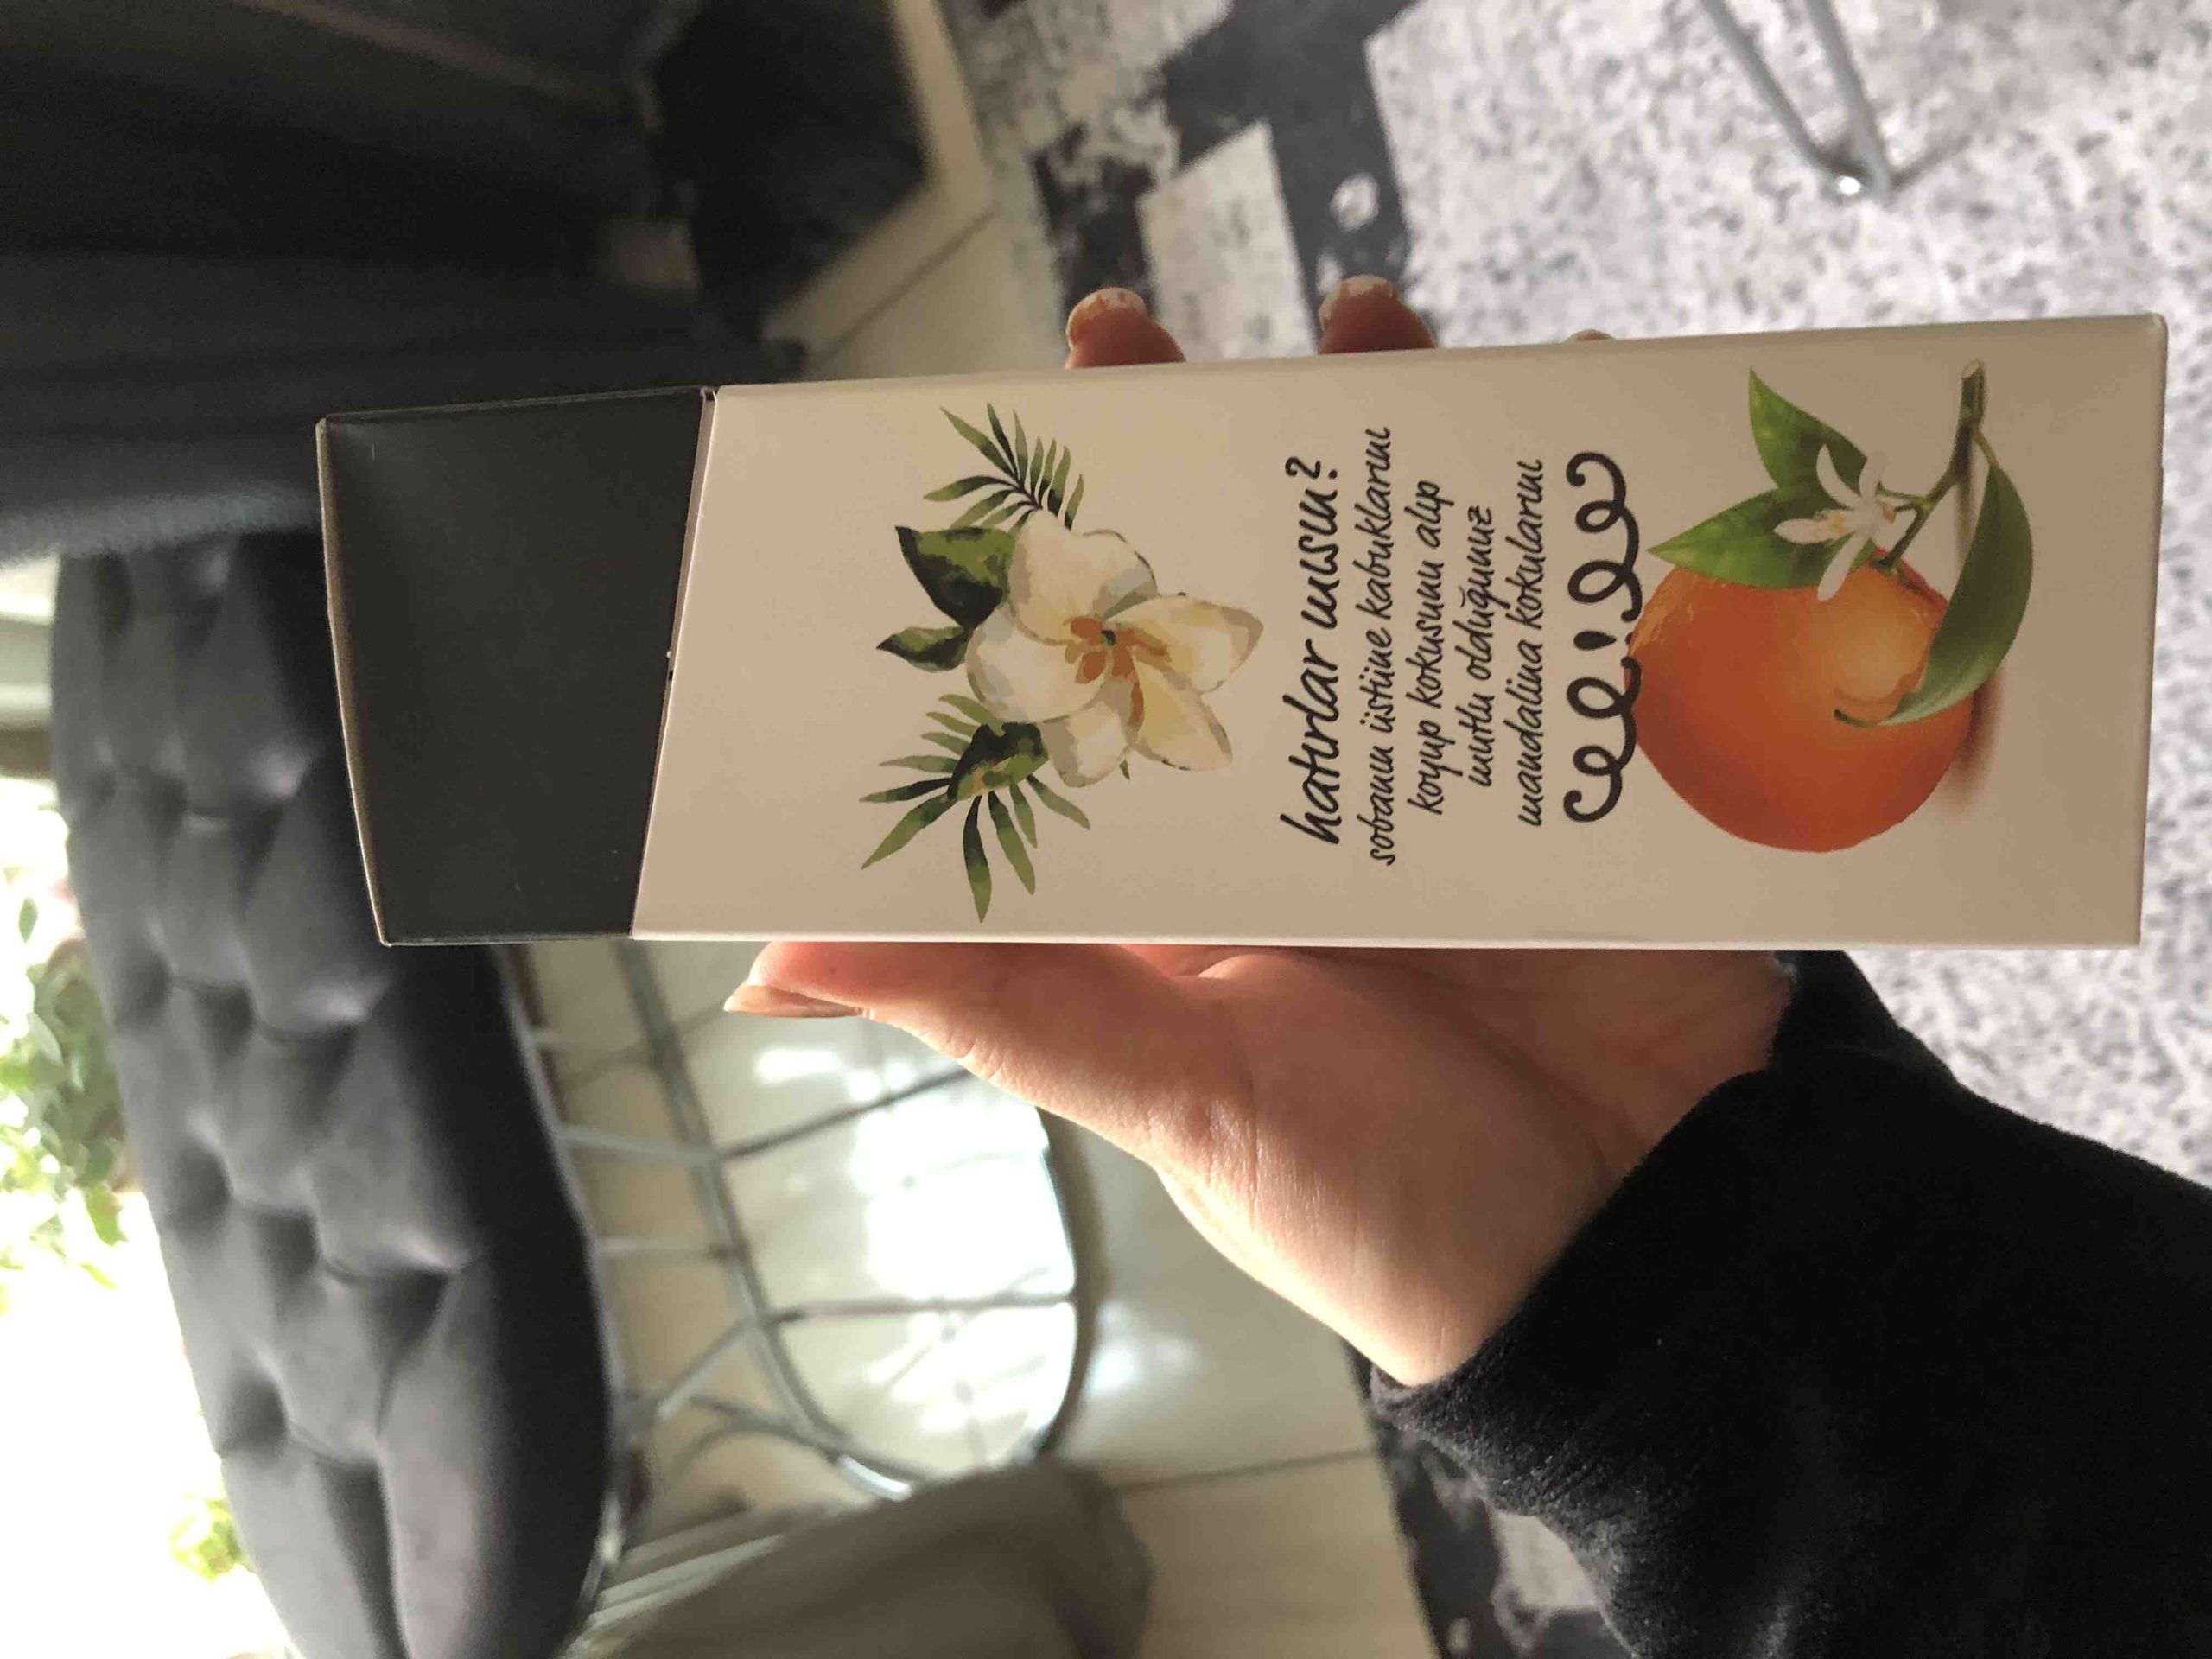 hatırlar mısın?
sobanın üstüne kabuklarını
koyup kokusunu alıp
mutlu olduğumuz
mandalina kokularını